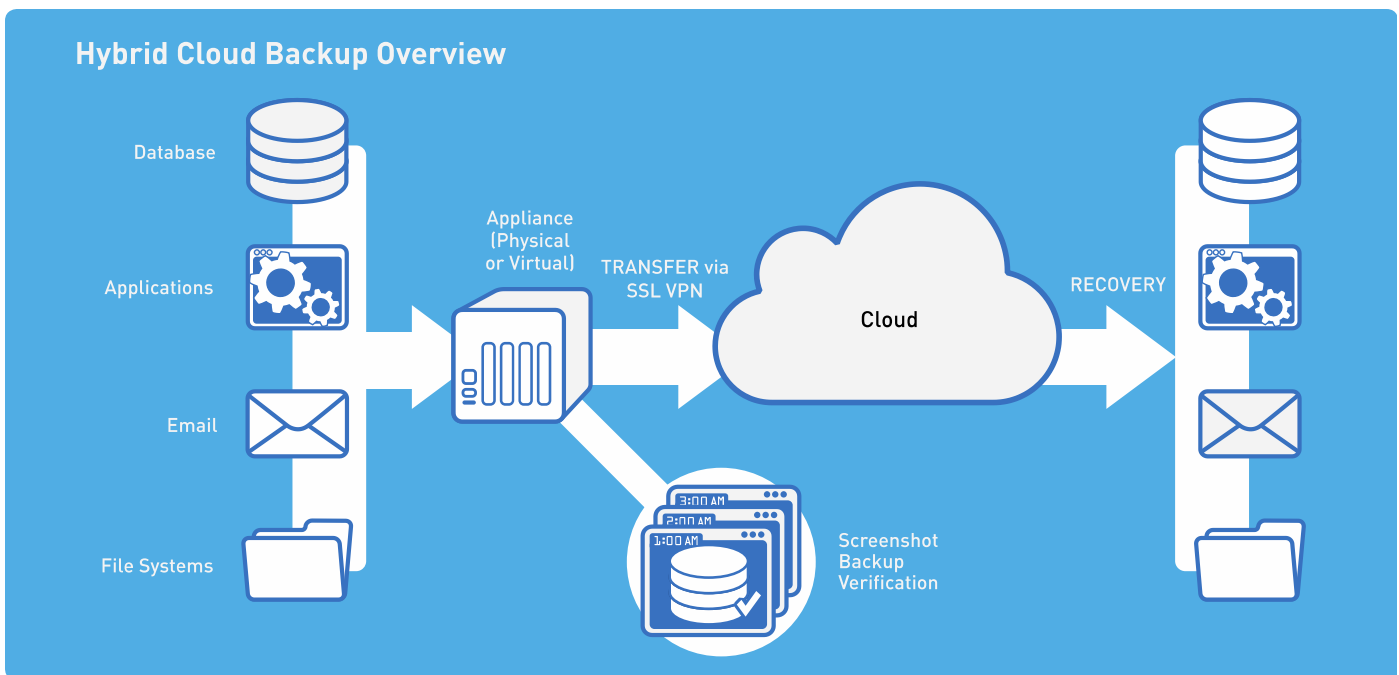 Hybrid Cloud Backup Overview
Database
Applications
Email
File Systems
Appliance
(Physical
or Virtual)
TRANSFER via
SSL VPN
Cloud
RECOVERY
3:00 AM
2:00 AM
1:00 AM
Screenshot
Backup
Verification